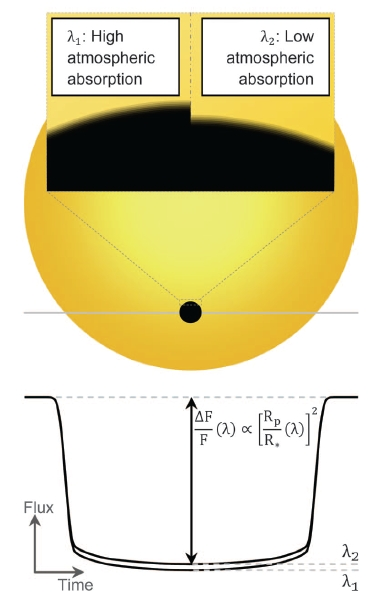 λ₁: High
atmospheric
absorption
λ₂: Low
atmospheric
absorption
ΔF/F (λ) ∝ [Rₚ/R* (λ)]²
Flux
Time
λ₂
λ₁